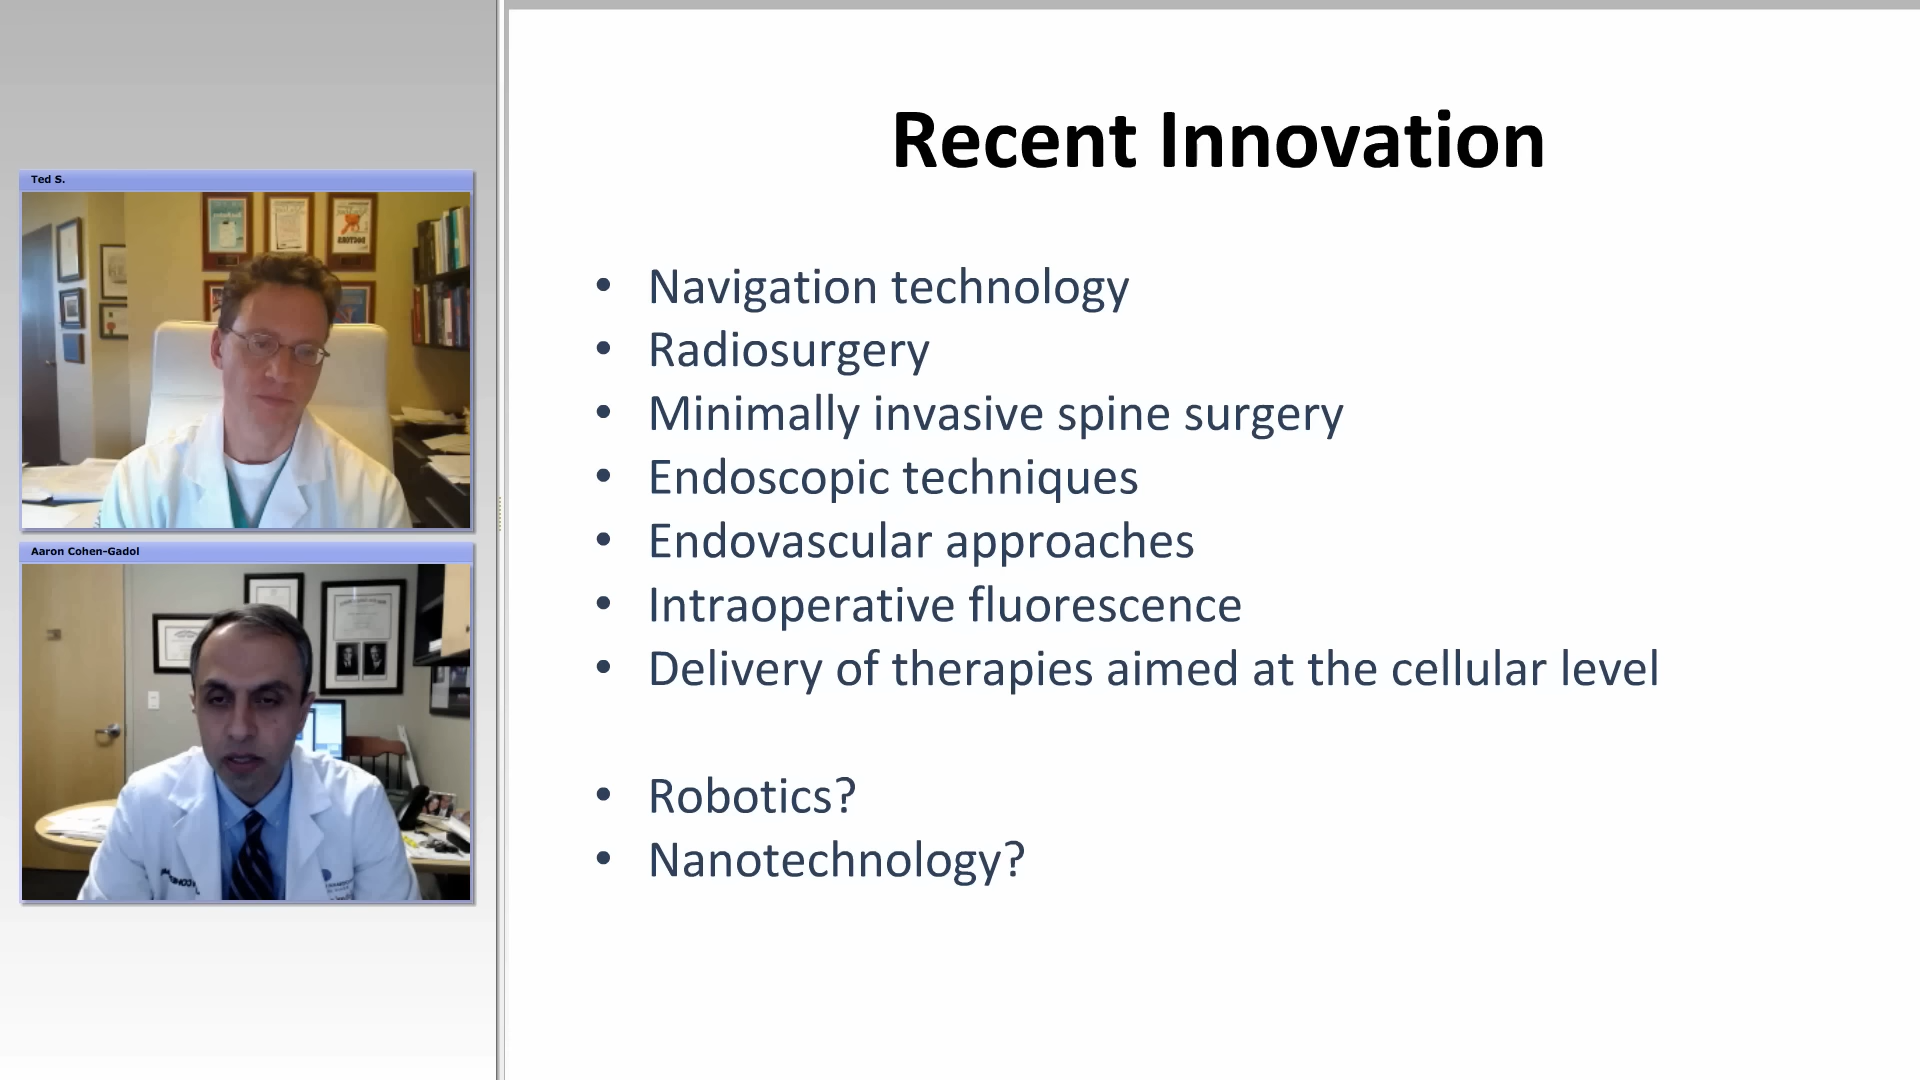 Ted S.
Aaron Cohen-Gadol
Recent Innovation
• Navigation technology
• Radiosurgery
• Minimally invasive spine surgery
• Endoscopic techniques
• Endovascular approaches
• Intraoperative fluorescence
• Delivery of therapies aimed at the cellular level
• Robotics?
• Nanotechnology?